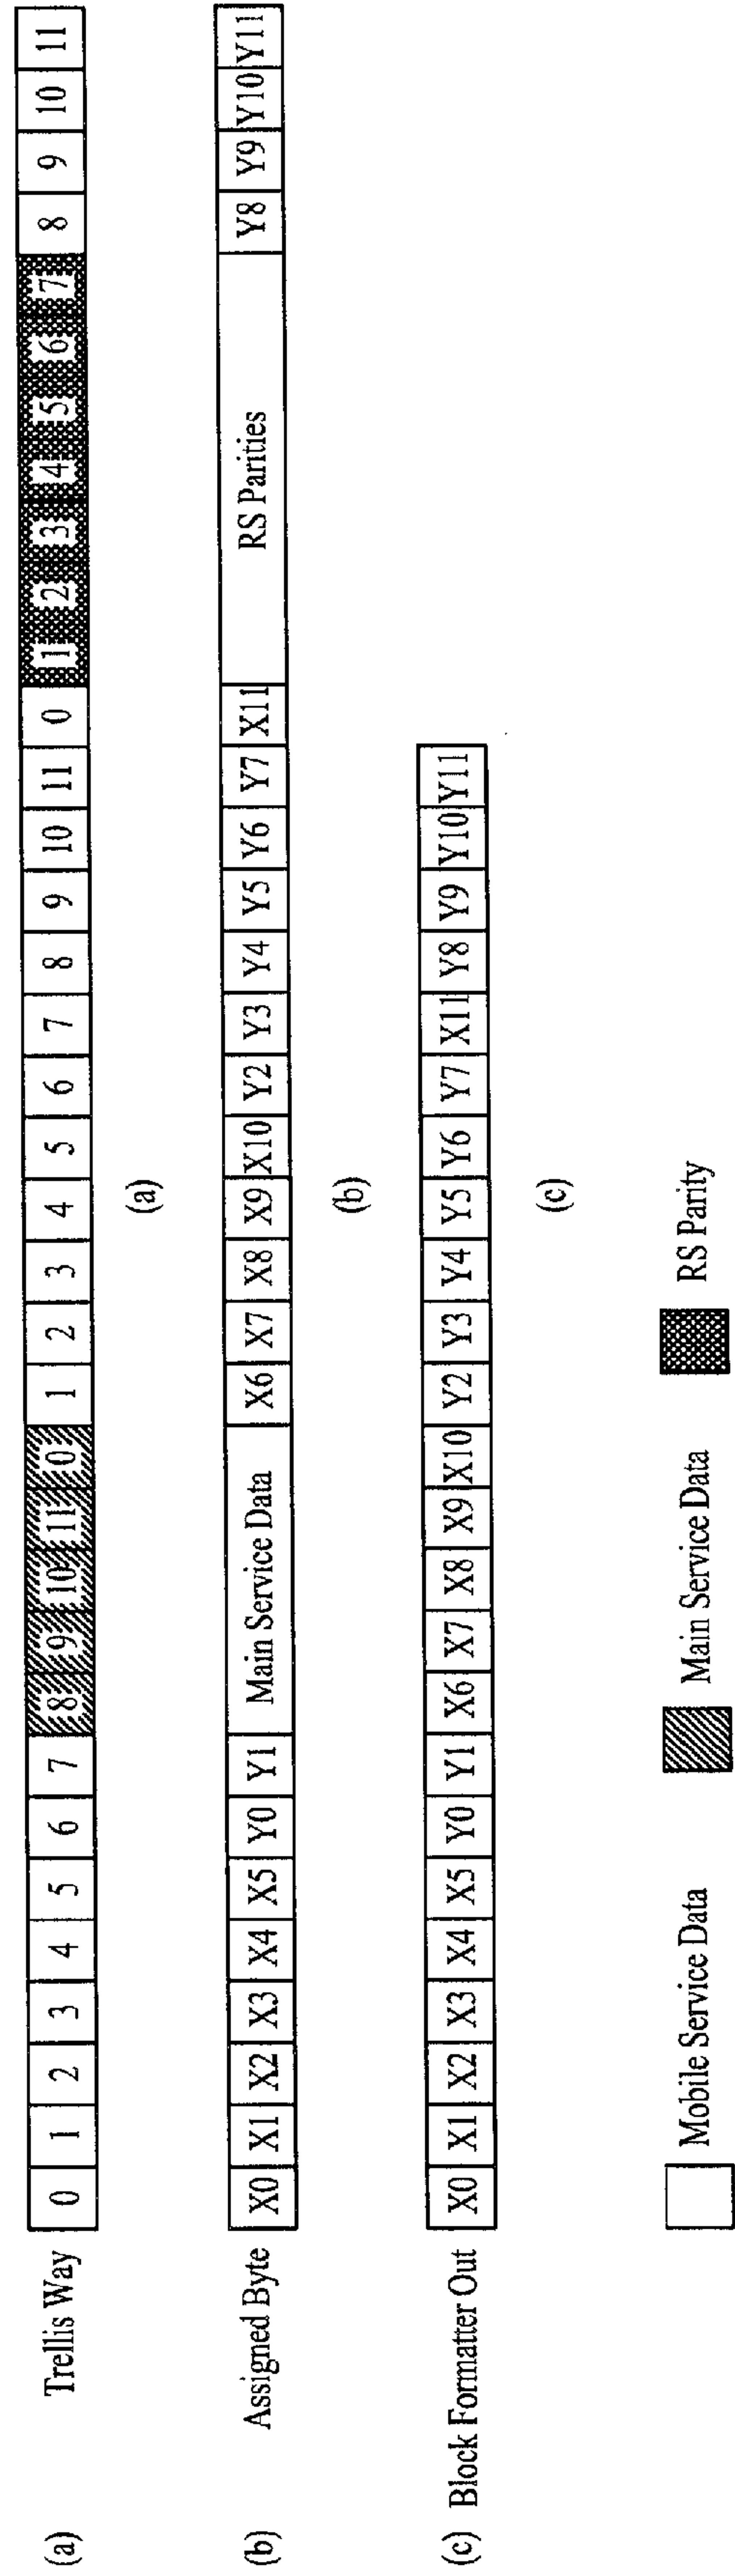 (a) Trellis Way 0 1 2 3 4 5 6 7 8 9 10 11 0 1 2 3 4 5 6 7 8 9 10 11 0 1 2 3 4 5 6 7 8 9 10 11
(a)
(b) Assigned Byte X0 X1 X2 X3 X4 X5 Y0 Y1 Main Service Data X6 X7 X8 X9 X10 Y2 Y3 Y4 Y5 Y6 Y7 X11 RS Parities Y8 Y9 Y10 Y11
(b)
(c) Block Formatter Out X0 X1 X2 X3 X4 X5 Y0 Y1 X6 X7 X8 X9 X10 Y2 Y3 Y4 Y5 Y6 Y7 X11 Y8 Y9 Y10 Y11
(c)
Mobile Service Data Main Service Data RS Parity